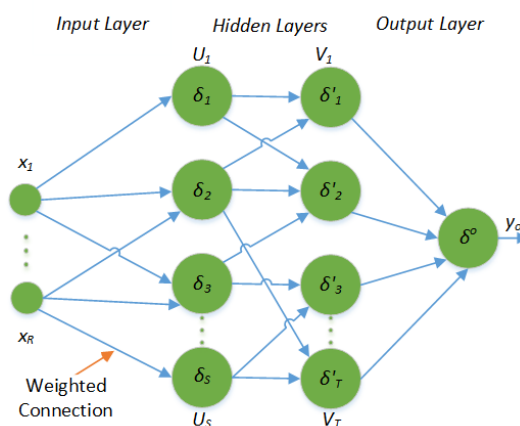 Input Layer Hidden Layers Output Layer
U1 V1
δ1 δ'1
x1
δ2 δ'2
δo yo
δ3 δ'3
xR
δS δ'T
Weighted
Connection
US VT